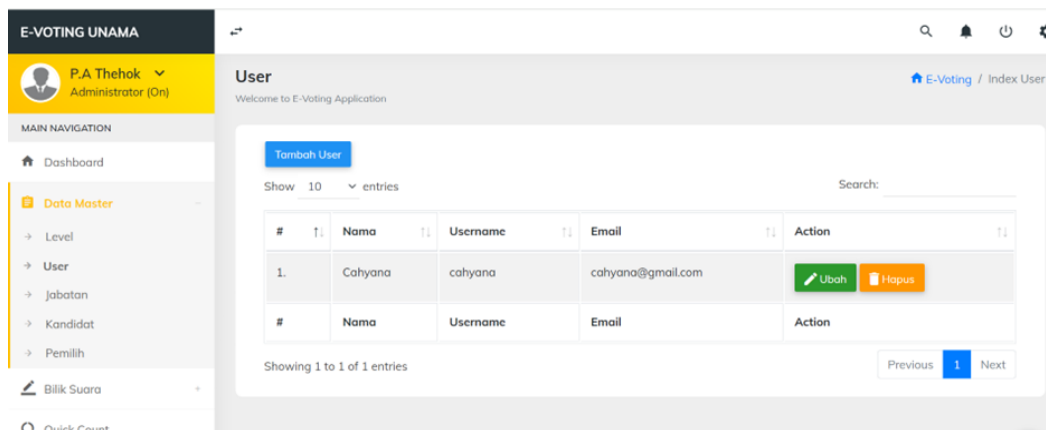 E-VOTING UNAMA
P.A Thehok
Administrator (On)
MAIN NAVIGATION
Dashboard
Data Master
Level
User
Jabatan
Kandidat
Pemilih
Bilik Suara
Quick Count
User
Welcome to E-Voting Application
E-Voting / Index User
Tambah User
Show 10 entries
Search:
# Nama Username Email Action
1. Cahyana cahyana cahyana@gmail.com Ubah Hapus
# Nama Username Email Action
Showing 1 to 1 of 1 entries
Previous 1 Next